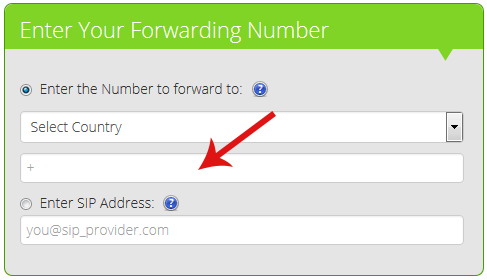 Enter Your Forwarding Number
Enter the Number to forward to: ?
Select Country
+
Enter SIP Address: ?
you@sip_provider.com